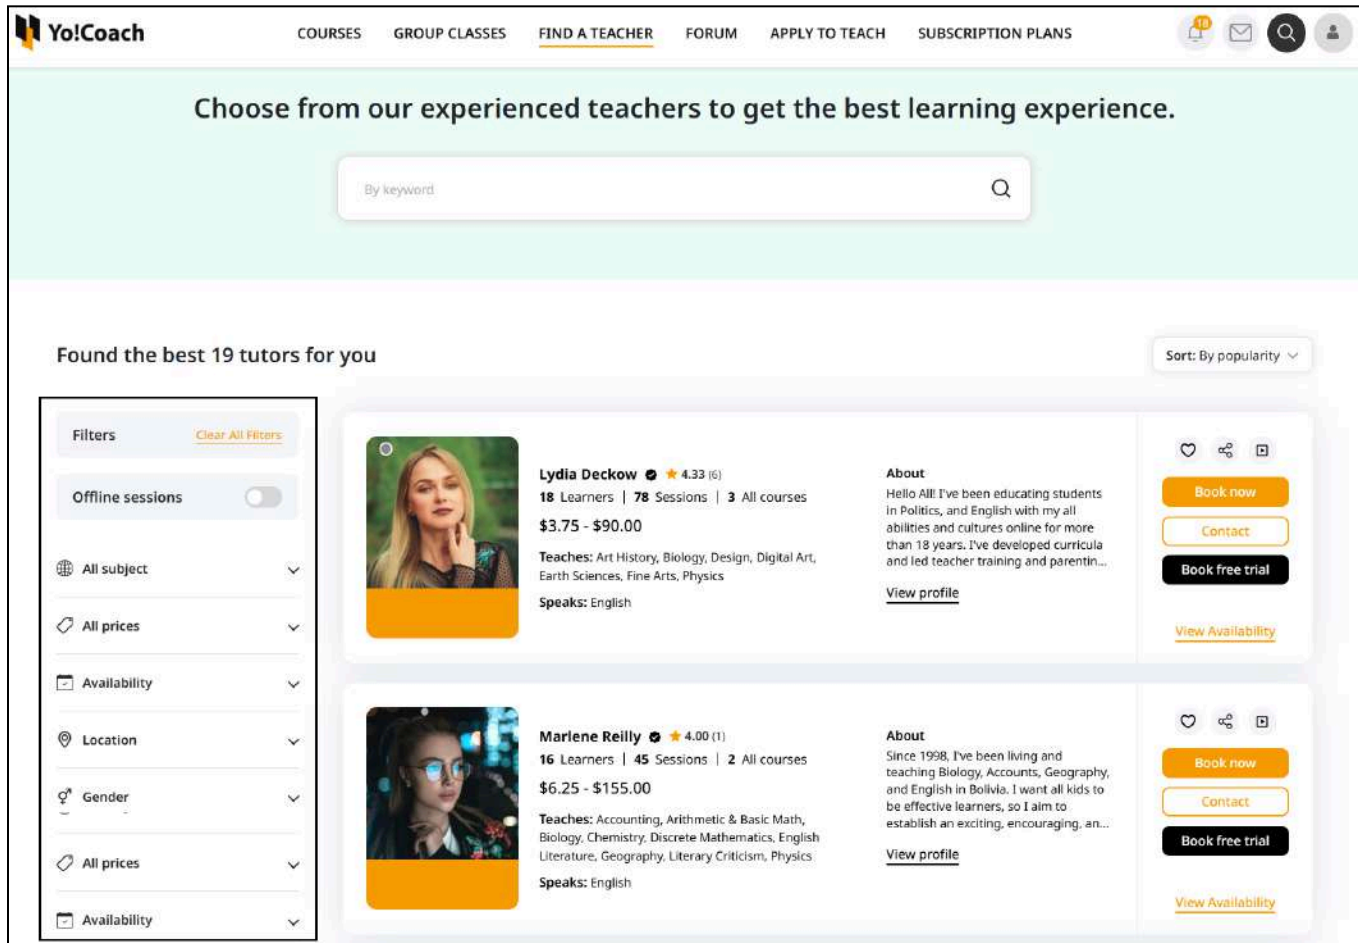 Yo!Coach
COURSES
GROUP CLASSES
FIND A TEACHER
FORUM
APPLY TO TEACH
SUBSCRIPTION PLANS
18
Choose from our experienced teachers to get the best learning experience.
By keyword
Found the best 19 tutors for you
Sort: By popularity
Filters
Clear All Filters
Offline sessions
All subject
All prices
Availability
Location
Gender
All prices
Availability
Lydia Deckow 4.33 (6)
18 Learners | 78 Sessions | 3 All courses
$3.75 - $90.00
Teaches: Art History, Biology, Design, Digital Art,
Earth Sciences, Fine Arts, Physics
Speaks: English
About
Hello All! I've been educating students
in Politics, and English with my all
abilities and cultures online for more
than 18 years. I've developed curricula
and led teacher training and parentin...
View profile
Book now
Contact
Book free trial
View Availability
Marlene Reilly 4.00 (1)
16 Learners | 45 Sessions | 2 All courses
$6.25 - $155.00
Teaches: Accounting, Arithmetic & Basic Math,
Biology, Chemistry, Discrete Mathematics, English
Literature, Geography, Literary Criticism, Physics
Speaks: English
About
Since 1998, I've been living and
teaching Biology, Accounts, Geography,
and English in Bolivia. I want all kids to
be effective learners, so I aim to
establish an exciting, encouraging, an...
View profile
Book now
Contact
Book free trial
View Availability